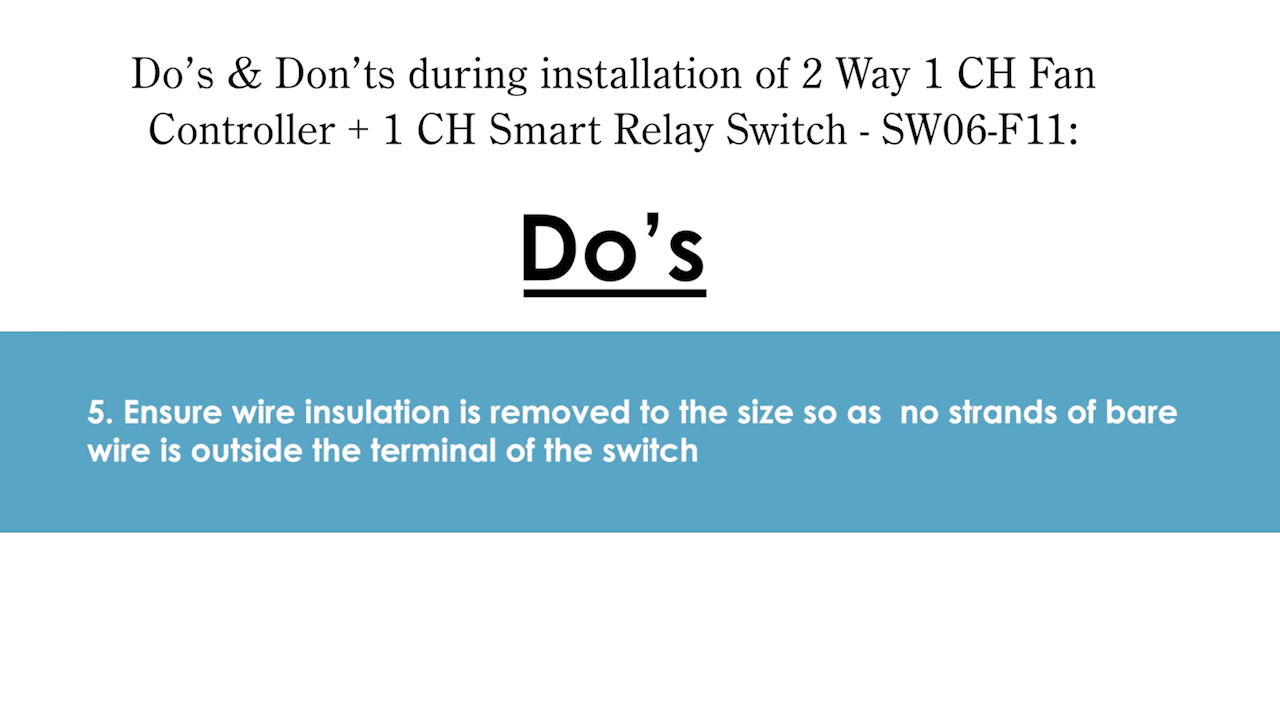 Do’s & Don’ts during installation of 2 Way 1 CH Fan
Controller + 1 CH Smart Relay Switch - SW06-F11:
Do’s
5. Ensure wire insulation is removed to the size so as  no strands of bare
wire is outside the terminal of the switch